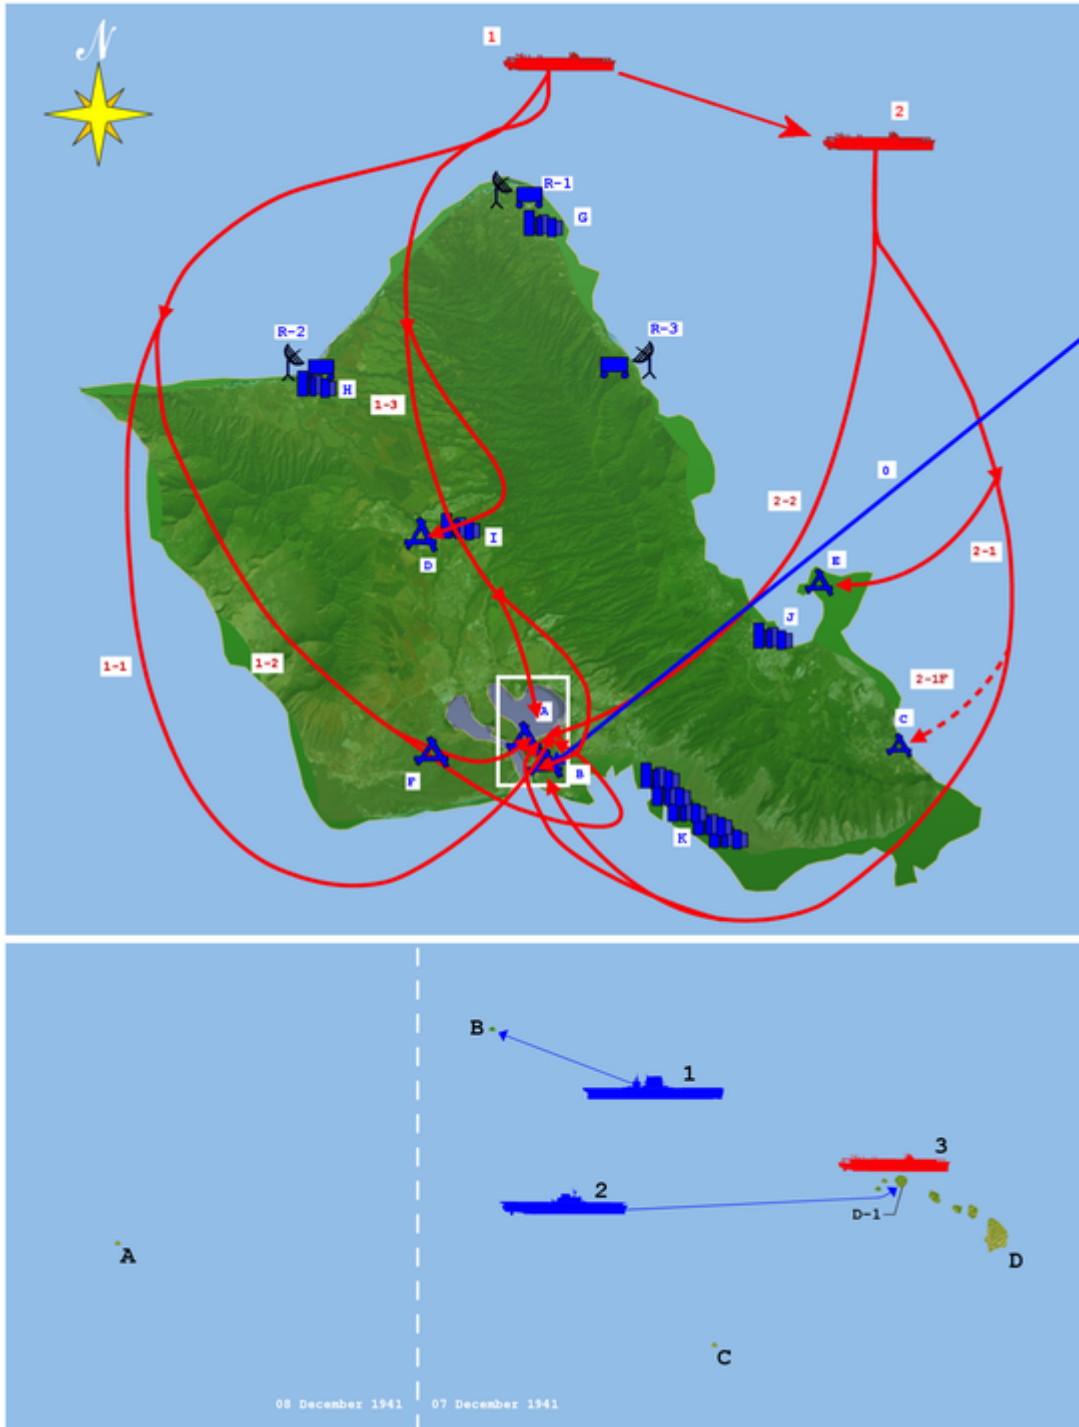 N
1
2
R-1
G
R-2
R-3
H
1-3
0
2-2
I
D
2-1
E
J
1-1
1-2
2-1F
A
C
F
B
K
B
1
3
2
D-1
A
D
C
08 December 1941 07 December 1941